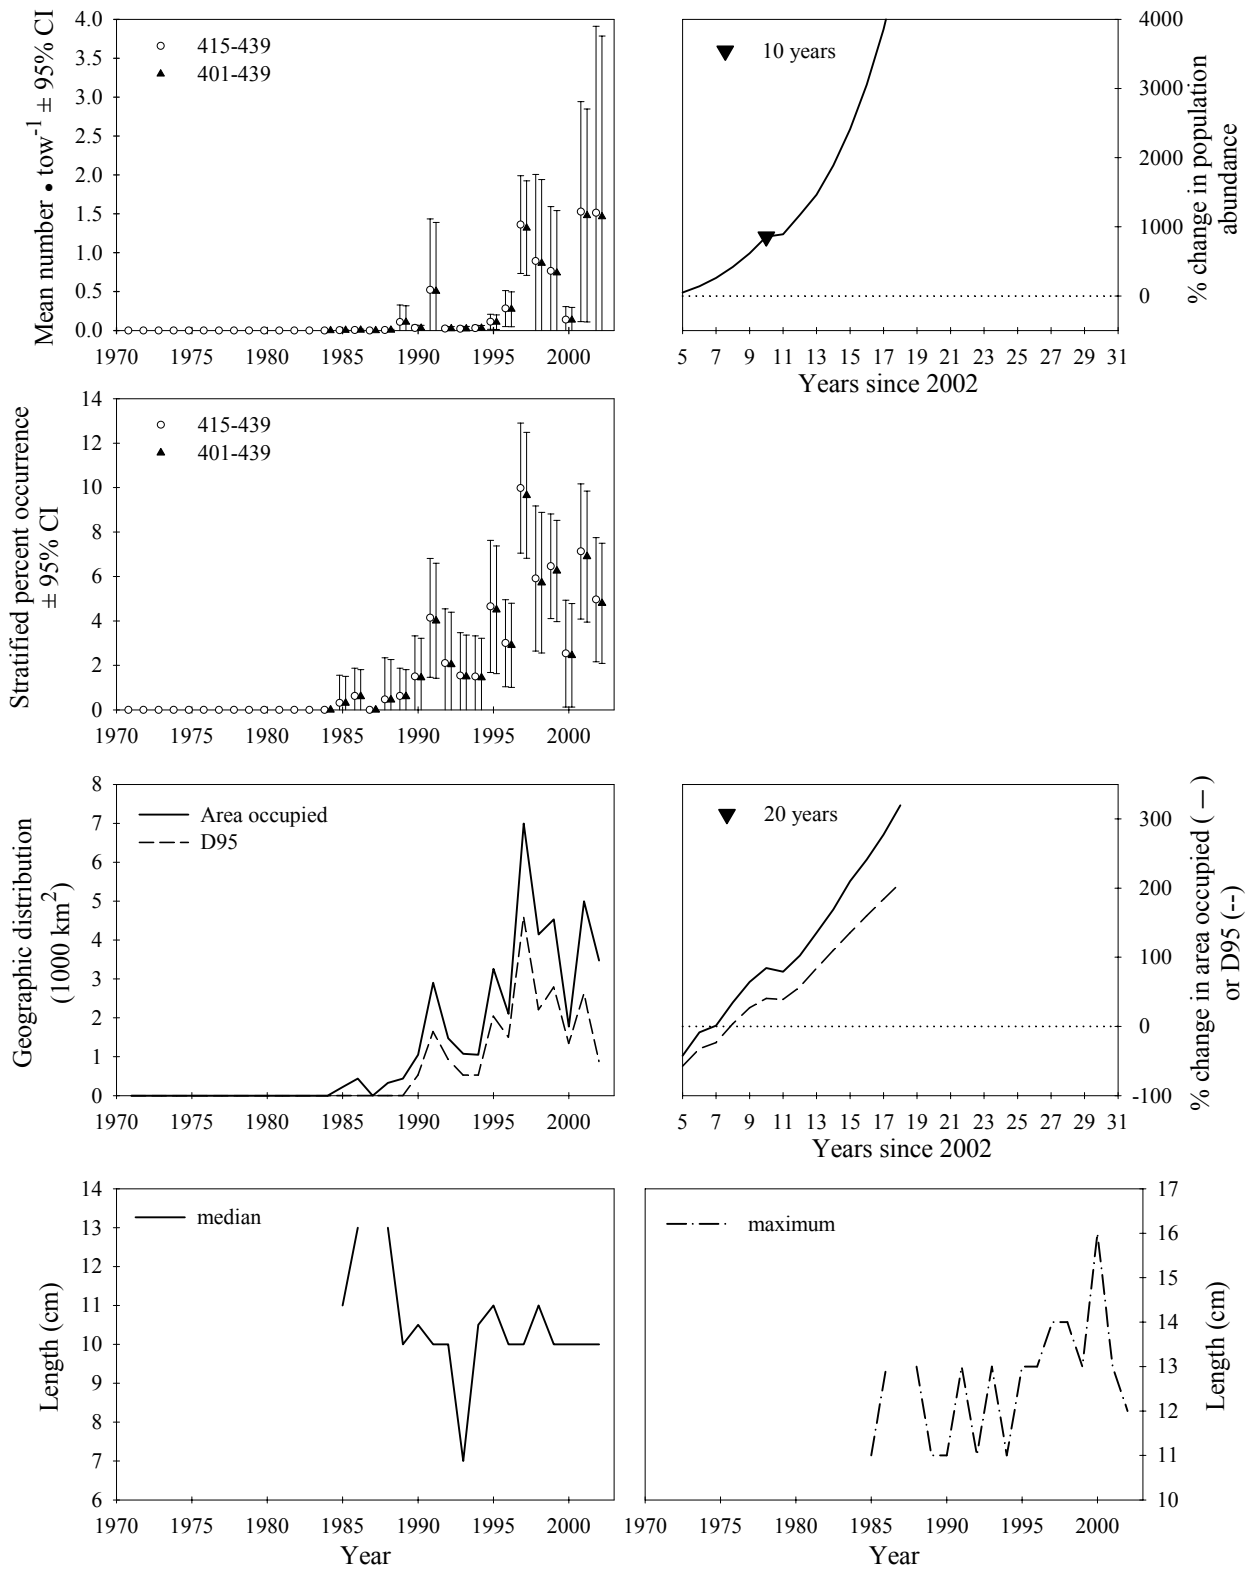 Mean number • tow-1 ± 95% CI
4.0
3.5
3.0
2.5
2.0
1.5
1.0
0.5
0.0
415-439
401-439
1970 1975 1980 1985 1990 1995 2000
10 years
4000
3000
2000
1000
0
% change in population
abundance
5 7 9 11 13 15 17 19 21 23 25 27 29 31
Years since 2002
Stratified percent occurrence
± 95% CI
14
12
10
8
6
4
2
0
415-439
401-439
1970 1975 1980 1985 1990 1995 2000
Geographic distribution
(1000 km2)
8
7
6
5
4
3
2
1
0
Area occupied
D95
1970 1975 1980 1985 1990 1995 2000
20 years
300
200
100
0
-100
% change in area occupied ( — )
or D95 (--)
5 7 9 11 13 15 17 19 21 23 25 27 29 31
Years since 2002
Length (cm)
14
13
12
11
10
9
8
7
6
median
1970 1975 1980 1985 1990 1995 2000
Year
maximum
17
16
15
14
13
12
11
10
Length (cm)
1970 1975 1980 1985 1990 1995 2000
Year